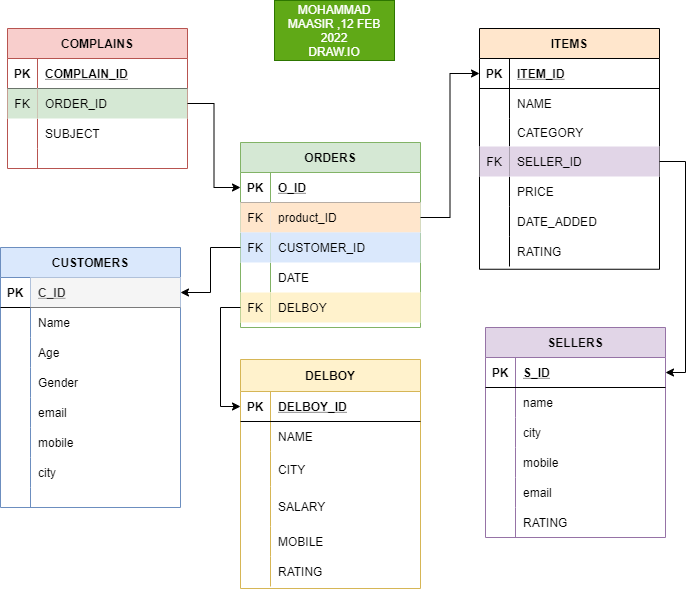 MOHAMMAD
MAASIR ,12 FEB
2022
DRAW.IO
COMPLAINS
PK COMPLAIN_ID
FK ORDER_ID
SUBJECT
ITEMS
PK ITEM_ID
NAME
CATEGORY
FK SELLER_ID
PRICE
DATE_ADDED
RATING
ORDERS
PK O_ID
FK product_ID
FK CUSTOMER_ID
DATE
FK DELBOY
CUSTOMERS
PK C_ID
Name
Age
Gender
email
mobile
city
DELBOY
PK DELBOY_ID
NAME
CITY
SALARY
MOBILE
RATING
SELLERS
PK S_ID
name
city
mobile
email
RATING